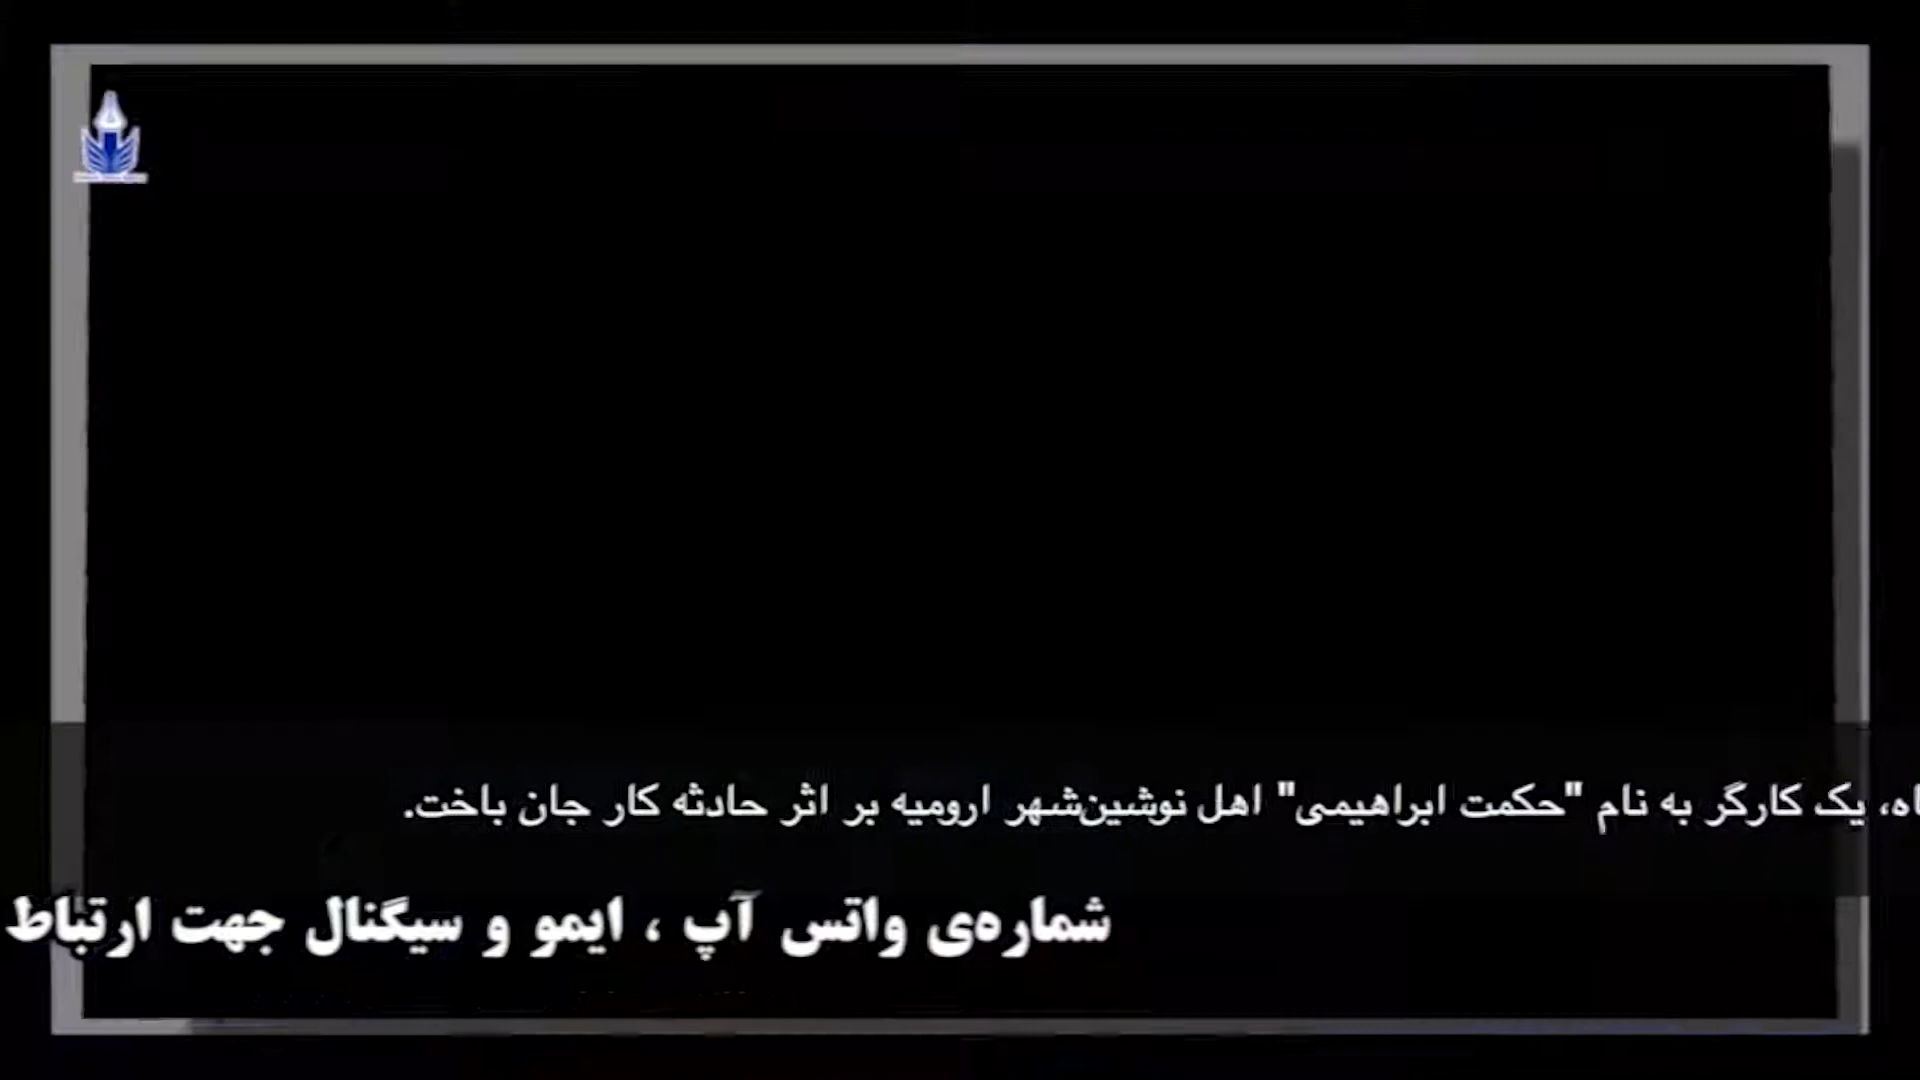 یک کارگر به نام "حکمت ابراهیمی" اهل نوشین‌شهر ارومیه بر اثر حادثه کار جان باخت.
شماره‌ی واتس آپ ، ایمو و سیگنال جهت ارتباط